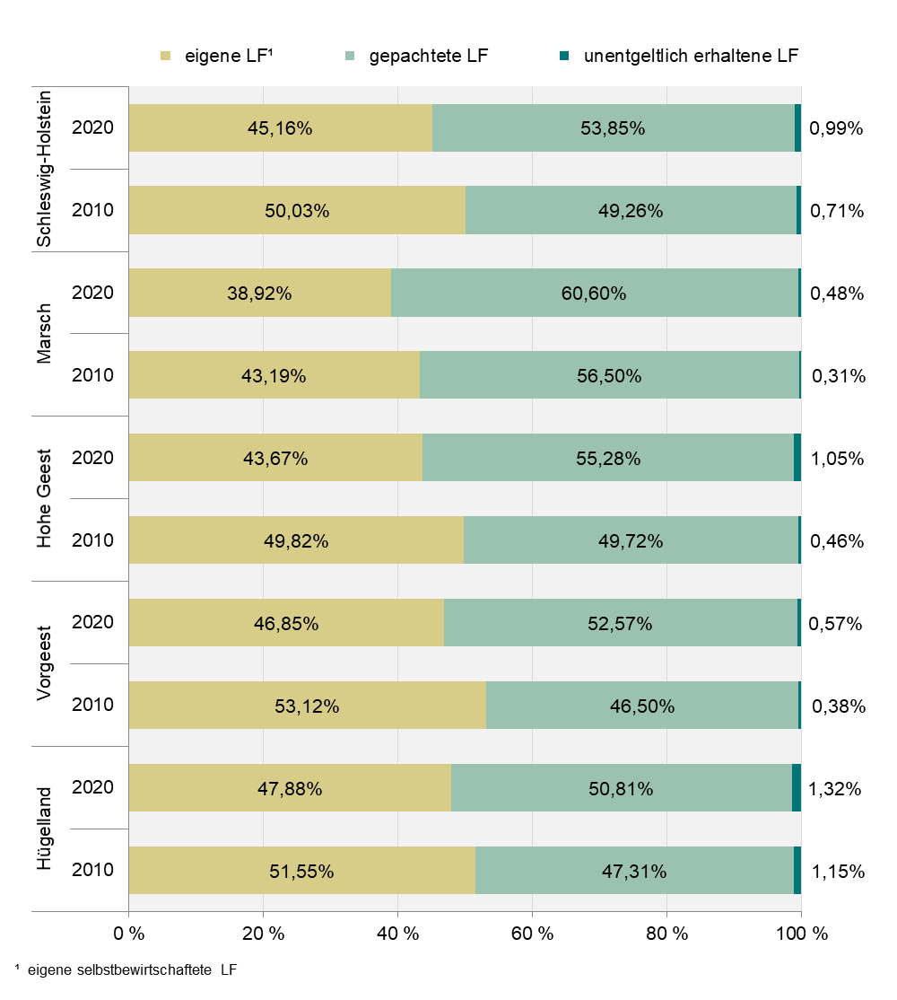 eigene LF¹ gepachtete LF unentgeltlich erhaltene LF
Schleswig-Holstein
2020 45,16% 53,85% 0,99%
2010 50,03% 49,26% 0,71%
Marsch
2020 38,92% 60,60% 0,48%
2010 43,19% 56,50% 0,31%
Hohe Geest
2020 43,67% 55,28% 1,05%
2010 49,82% 49,72% 0,46%
Vorgeest
2020 46,85% 52,57% 0,57%
2010 53,12% 46,50% 0,38%
Hügelland
2020 47,88% 50,81% 1,32%
2010 51,55% 47,31% 1,15%
0 % 20 % 40 % 60 % 80 % 100 %
¹ eigene selbstbewirtschaftete LF